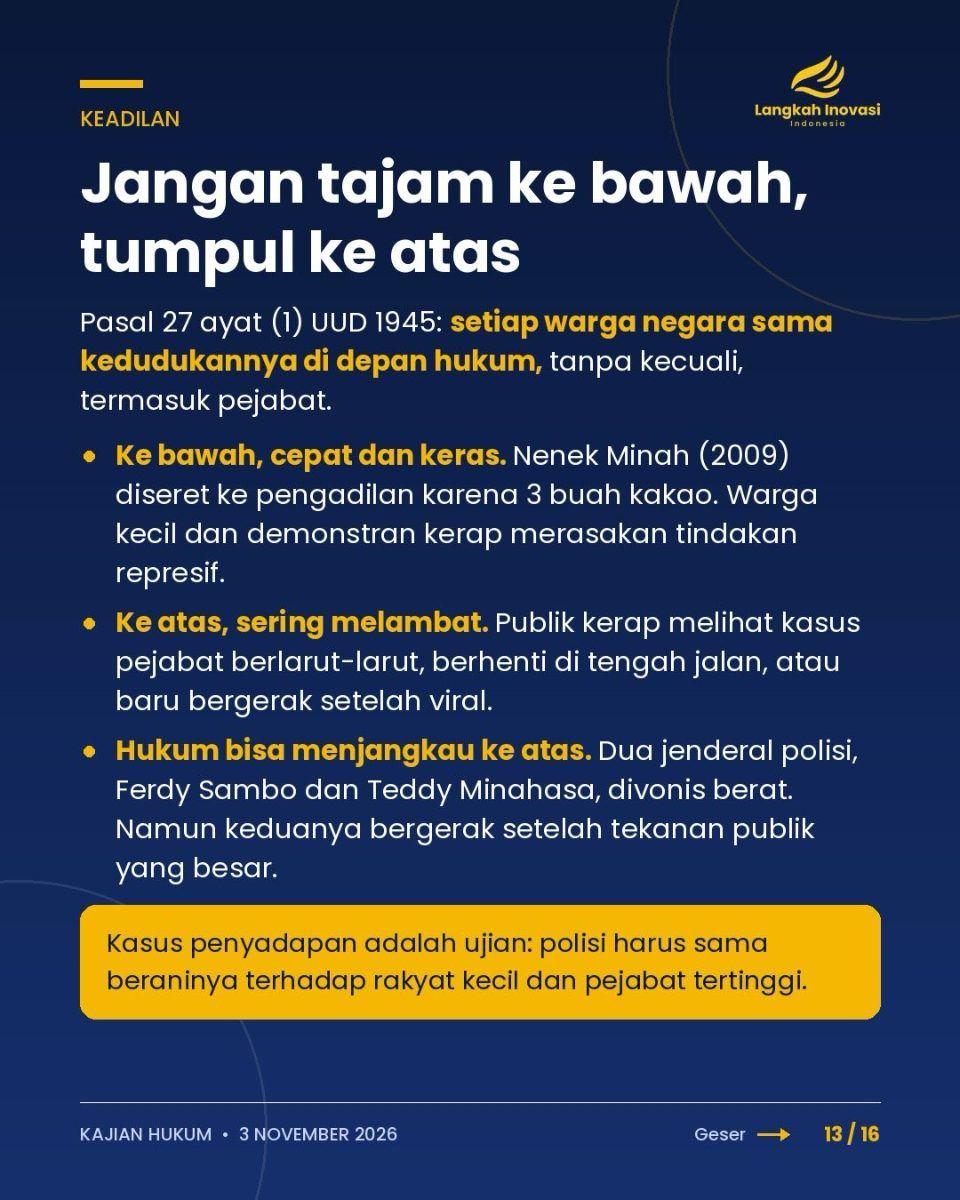 KEADILAN
Langkah Inovasi
Indonesia
Jangan tajam ke bawah,
tumpul ke atas
Pasal 27 ayat (1) UUD 1945: setiap warga negara sama
kedudukannya di depan hukum, tanpa kecuali,
termasuk pejabat.
• Ke bawah, cepat dan keras. Nenek Minah (2009)
diseret ke pengadilan karena 3 buah kakao. Warga
kecil dan demonstran kerap merasakan tindakan
represif.
• Ke atas, sering melambat. Publik kerap melihat kasus
pejabat berlarut-larut, berhenti di tengah jalan, atau
baru bergerak setelah viral.
• Hukum bisa menjangkau ke atas. Dua jenderal polisi,
Ferdy Sambo dan Teddy Minahasa, divonis berat.
Namun keduanya bergerak setelah tekanan publik
yang besar.
Kasus penyadapan adalah ujian: polisi harus sama
beraninya terhadap rakyat kecil dan pejabat tertinggi.
KAJIAN HUKUM • 3 NOVEMBER 2026
Geser → 13 / 16